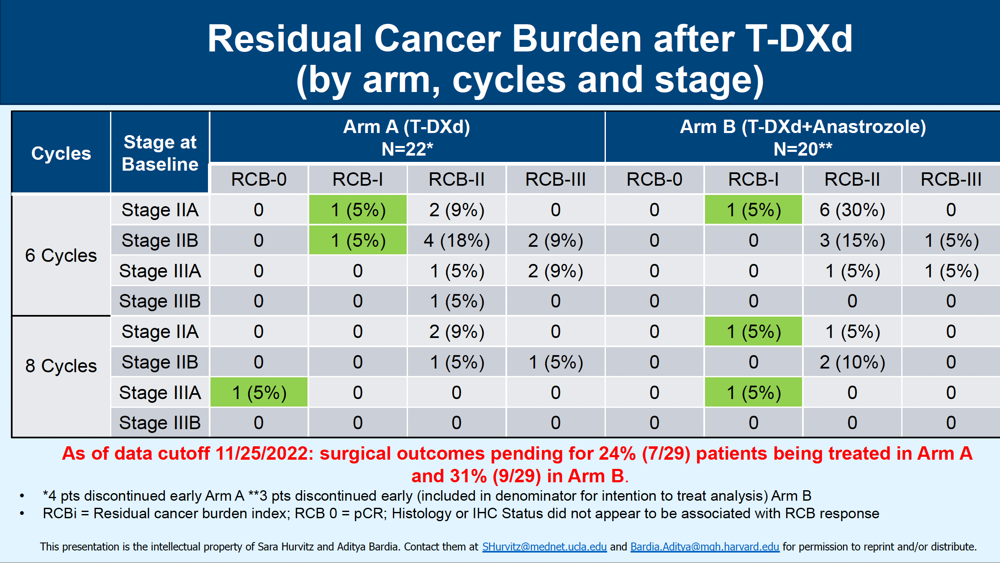 Residual Cancer Burden after T-DXd
(by arm, cycles and stage)
Cycles
Stage at
Baseline
Arm A (T-DXd)
N=22*
Arm B (T-DXd+Anastrozole)
N=20**
RCB-0 RCB-I RCB-II RCB-III RCB-0 RCB-I RCB-II RCB-III
6 Cycles
Stage IIA 0 1 (5%) 2 (9%) 0 0 1 (5%) 6 (30%) 0
Stage IIB 0 1 (5%) 4 (18%) 2 (9%) 0 0 3 (15%) 1 (5%)
Stage IIIA 0 0 1 (5%) 2 (9%) 0 0 1 (5%) 1 (5%)
Stage IIIB 0 0 1 (5%) 0 0 0 0 0
8 Cycles
Stage IIA 0 0 2 (9%) 0 0 1 (5%) 1 (5%) 0
Stage IIB 0 0 1 (5%) 1 (5%) 0 0 2 (10%) 0
Stage IIIA 1 (5%) 0 0 0 0 1 (5%) 0 0
Stage IIIB 0 0 0 0 0 0 0 0
As of data cutoff 11/25/2022: surgical outcomes pending for 24% (7/29) patients being treated in Arm A
and 31% (9/29) in Arm B.
• *4 pts discontinued early Arm A **3 pts discontinued early (included in denominator for intention to treat analysis) Arm B
• RCBi = Residual cancer burden index; RCB 0 = pCR; Histology or IHC Status did not appear to be associated with RCB response
This presentation is the intellectual property of Sara Hurvitz and Aditya Bardia. Contact them at SHurvitz@mednet.ucla.edu and Bardia.Aditya@mgh.harvard.edu for permission to reprint and/or distribute.